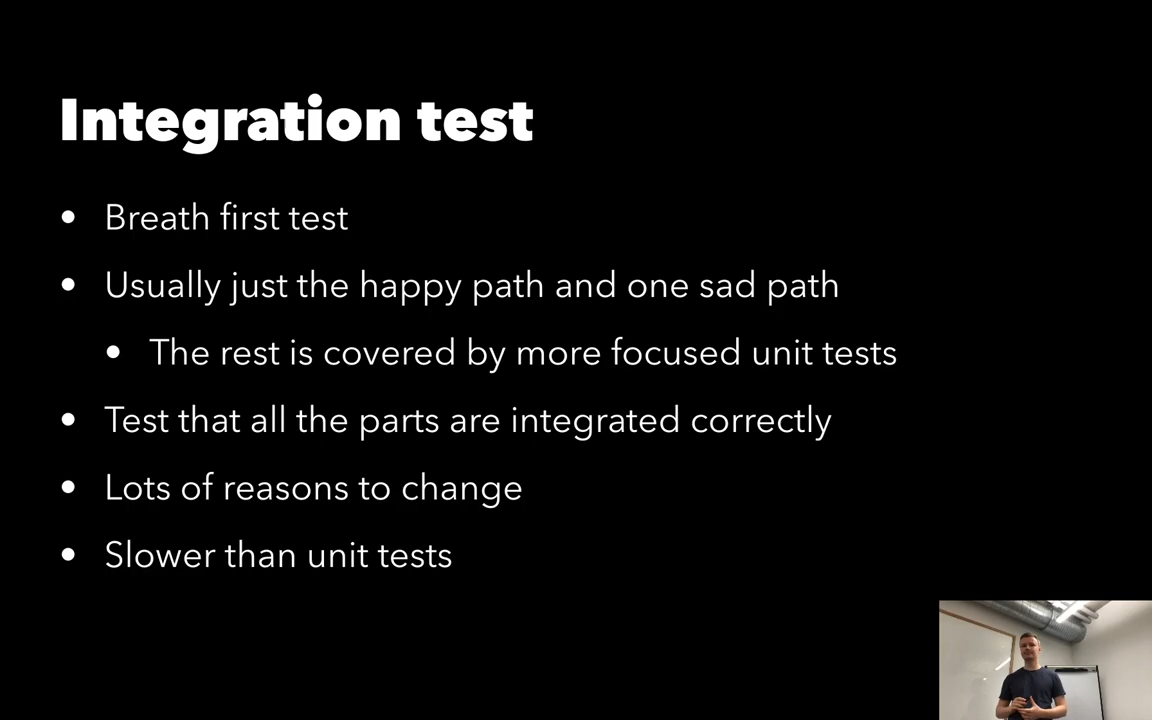 Integration test
• Breath first test
• Usually just the happy path and one sad path
• The rest is covered by more focused unit tests
• Test that all the parts are integrated correctly
• Lots of reasons to change
• Slower than unit tests